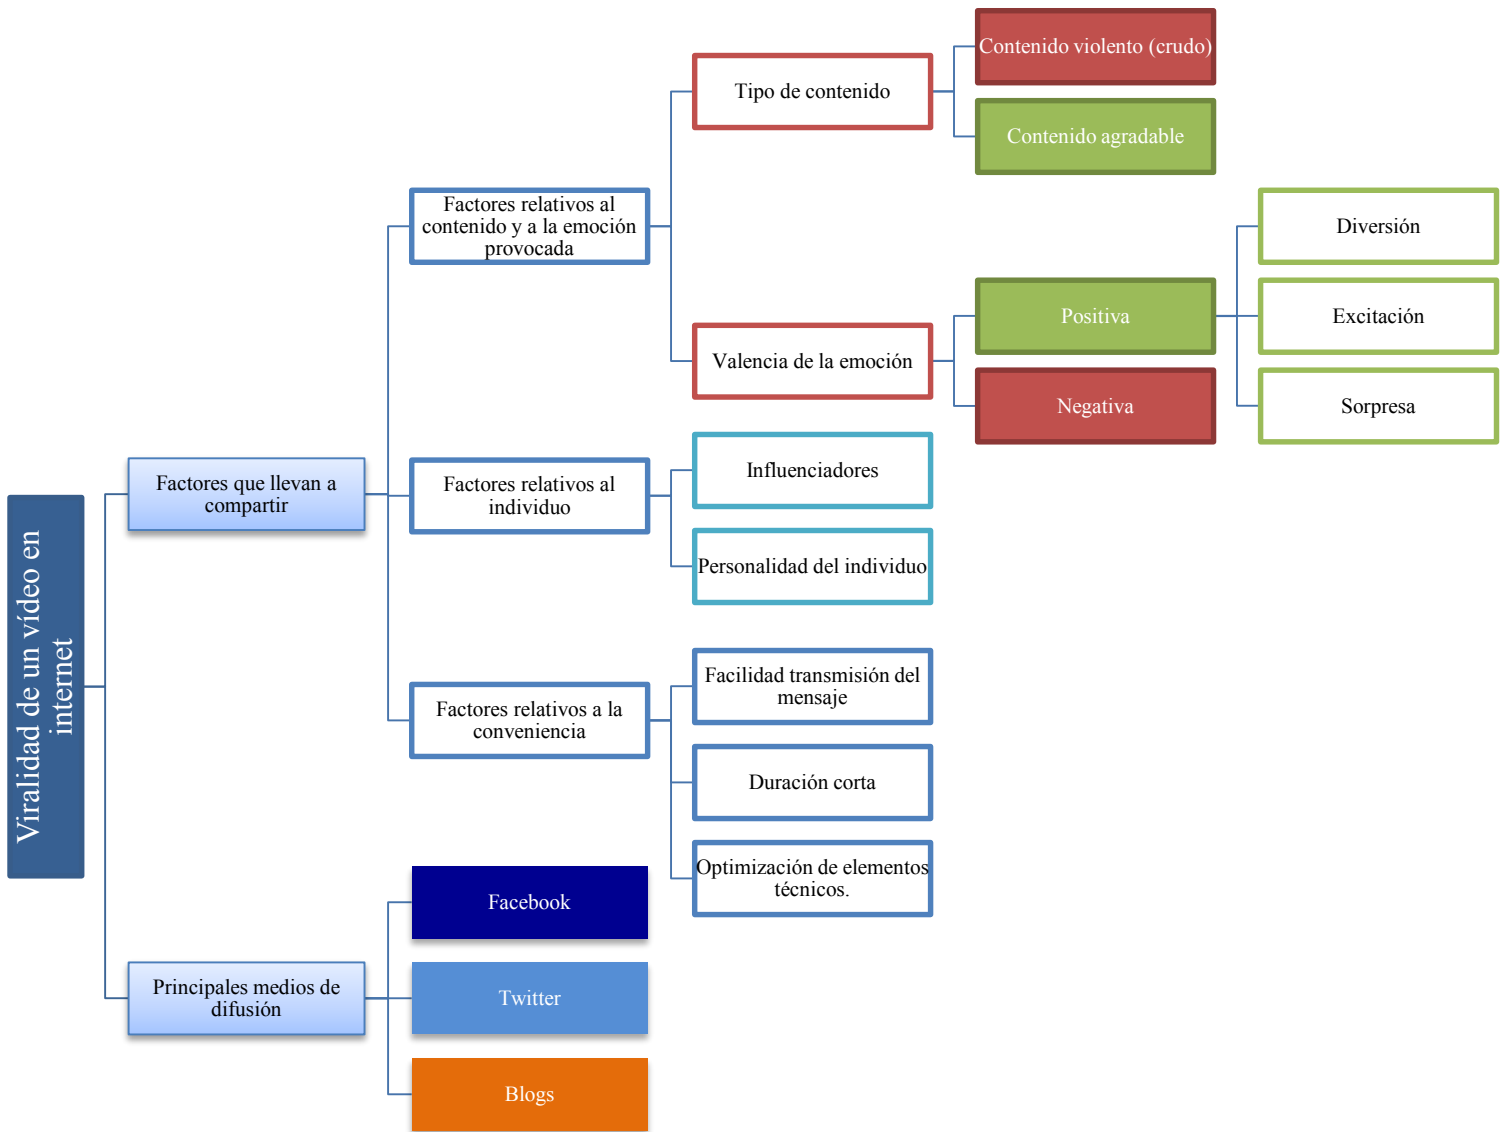 Viralidad de un vídeo en
internet
Factores que llevan a
compartir
Factores relativos al
contenido y a la emoción
provocada
Tipo de contenido
Contenido violento (crudo)
Contenido agradable
Valencia de la emoción
Positiva
Diversión
Excitación
Sorpresa
Negativa
Factores relativos al
individuo
Influenciadores
Personalidad del individuo
Factores relativos a la
conveniencia
Facilidad transmisión del
mensaje
Duración corta
Optimización de elementos
técnicos.
Principales medios de
difusión
Facebook
Twitter
Blogs